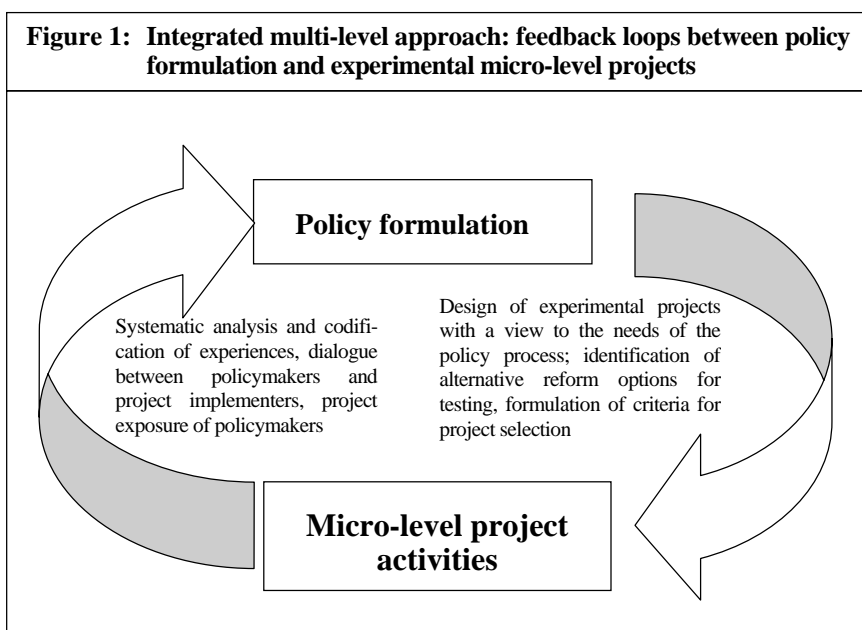 Figure 1: Integrated multi-level approach: feedback loops between policy
formulation and experimental micro-level projects
Policy formulation
Systematic analysis and codifi-
cation of experiences, dialogue
between policymakers and
project implementers, project
exposure of policymakers
Design of experimental projects
with a view to the needs of the
policy process; identification of
alternative reform options for
testing, formulation of criteria for
project selection
Micro-level project
activities